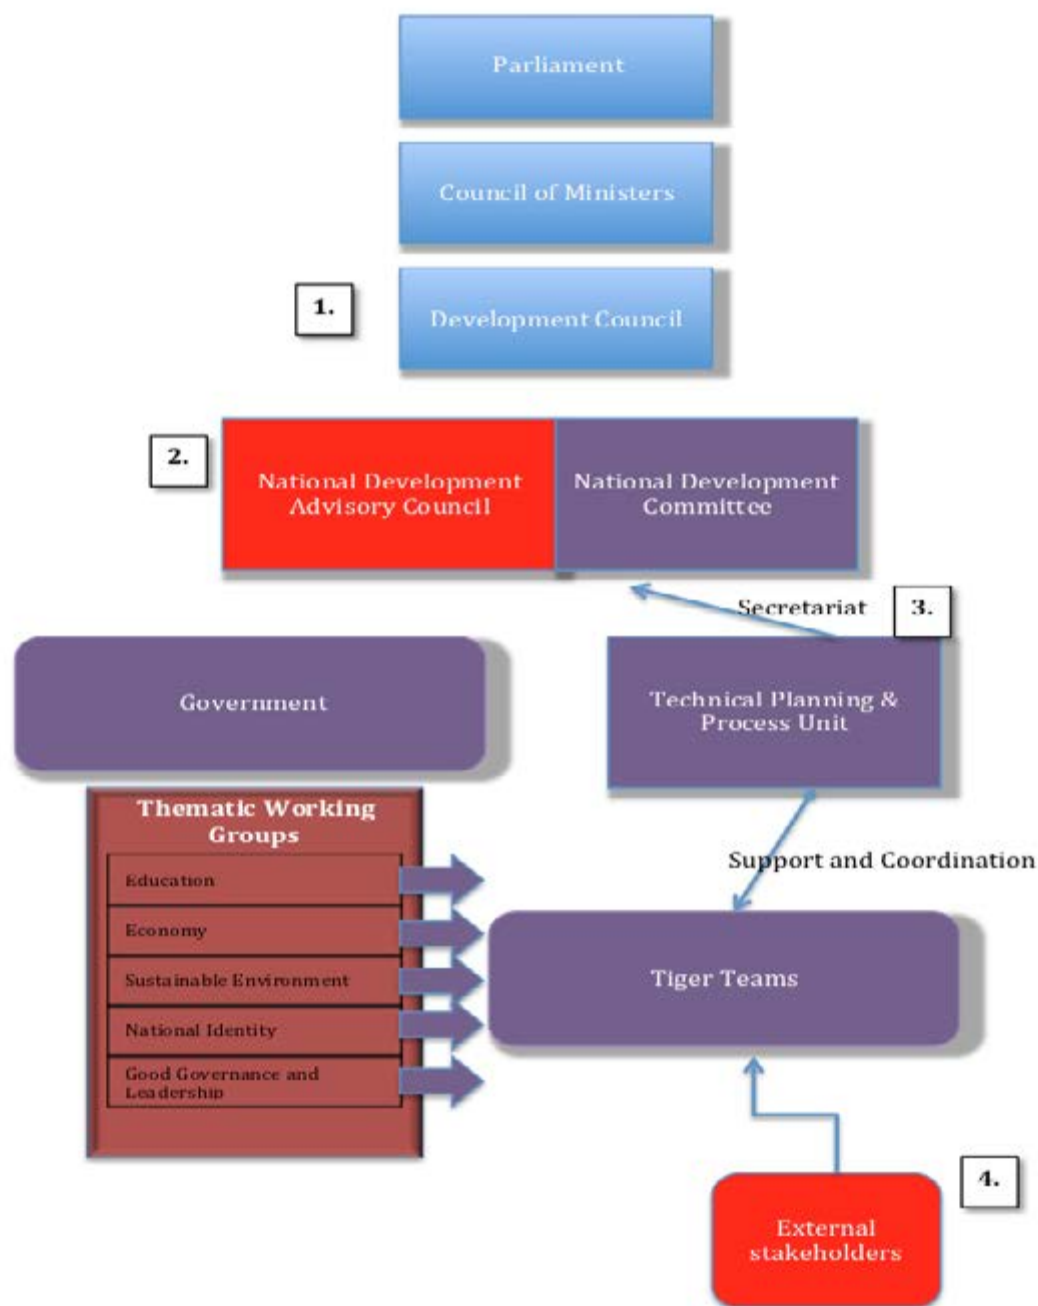 Parliament
Council of Ministers
1.
Development Council
2.
National Development
Advisory Council
National Development
Committee
Secretariat
3.
Government
Technical Planning &
Process Unit
Thematic Working
Groups
Education
Economy
Sustainable Environment
National Identity
Good Governance and
Leadership
Support and Coordination
Tiger Teams
4.
External
stakeholders